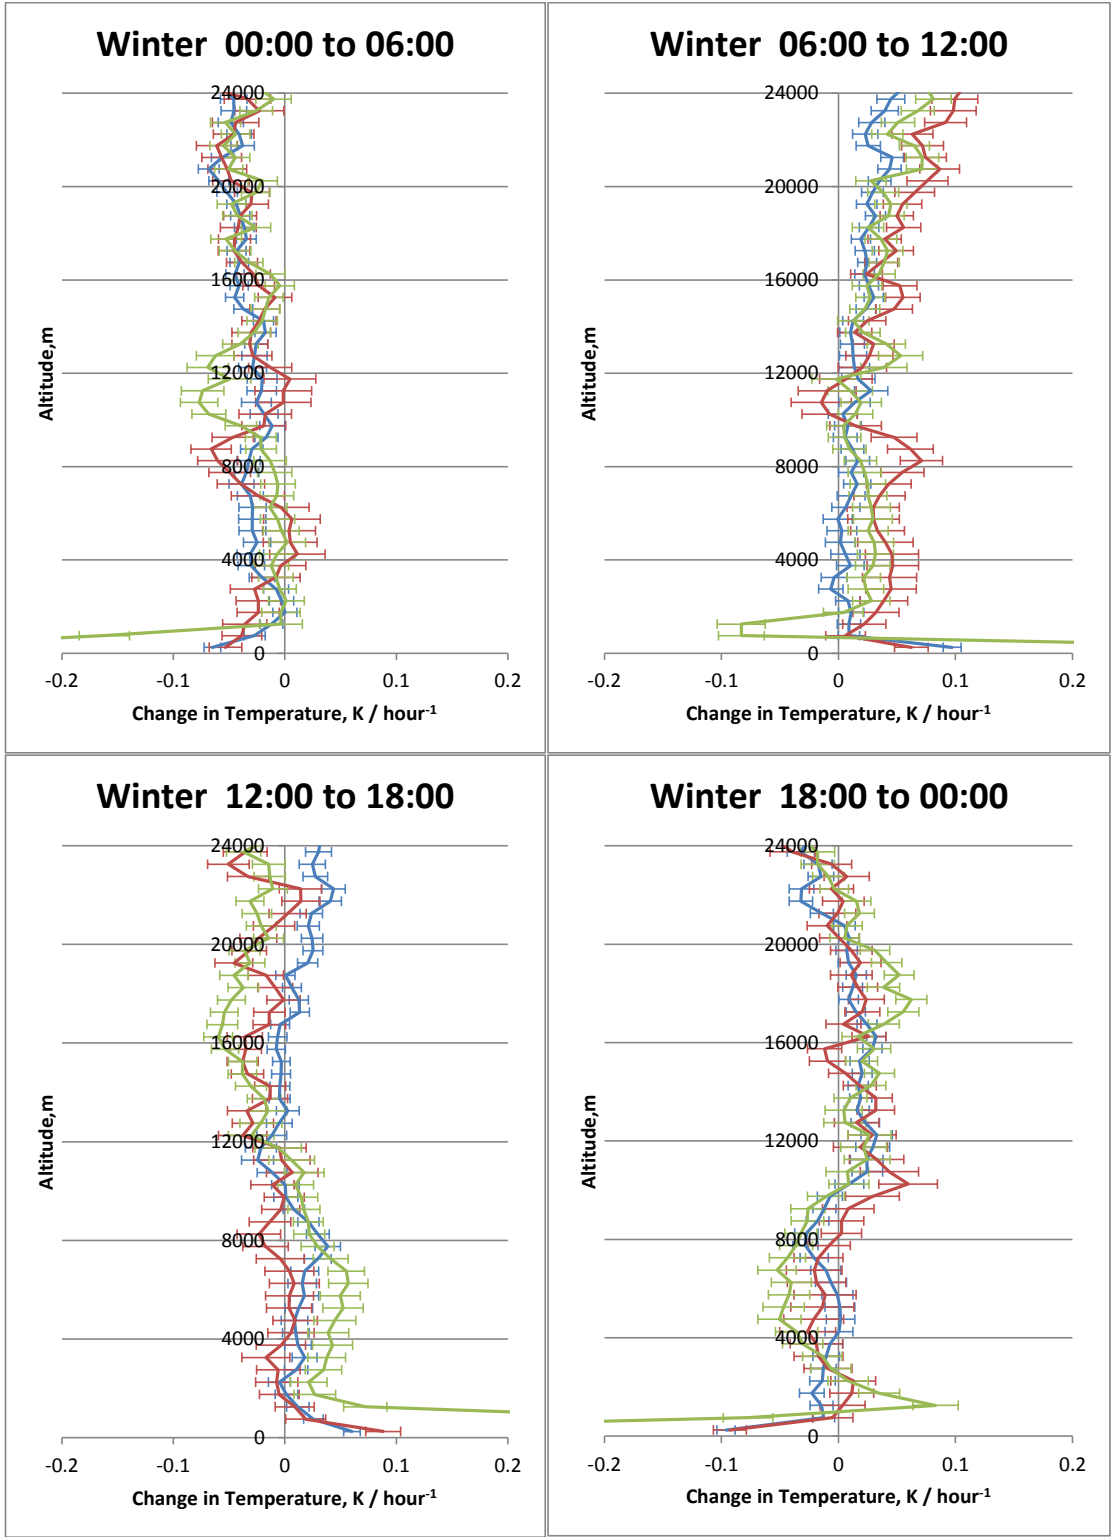 Winter 00:00 to 06:00
24000
20000
16000
12000
8000
4000
0
Altitude,m
-0.2 -0.1 0 0.1 0.2
Change in Temperature, K / hour⁻¹
Winter 06:00 to 12:00
24000
20000
16000
12000
8000
4000
0
Altitude,m
-0.2 -0.1 0 0.1 0.2
Change in Temperature, K / hour⁻¹
Winter 12:00 to 18:00
24000
20000
16000
12000
8000
4000
0
Altitude,m
-0.2 -0.1 0 0.1 0.2
Change in Temperature, K / hour⁻¹
Winter 18:00 to 00:00
24000
20000
16000
12000
8000
4000
0
Altitude,m
-0.2 -0.1 0 0.1 0.2
Change in Temperature, K / hour⁻¹